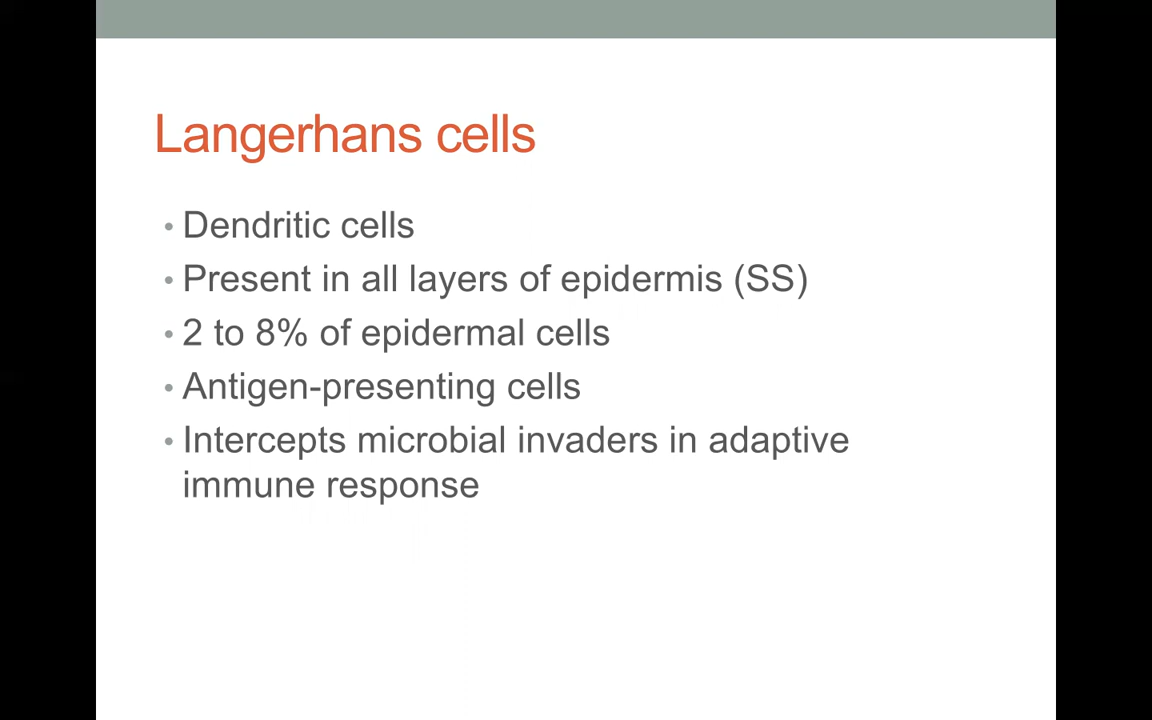 Langerhans cells
• Dendritic cells
• Present in all layers of epidermis (SS)
• 2 to 8% of epidermal cells
• Antigen-presenting cells
• Intercepts microbial invaders in adaptive
immune response